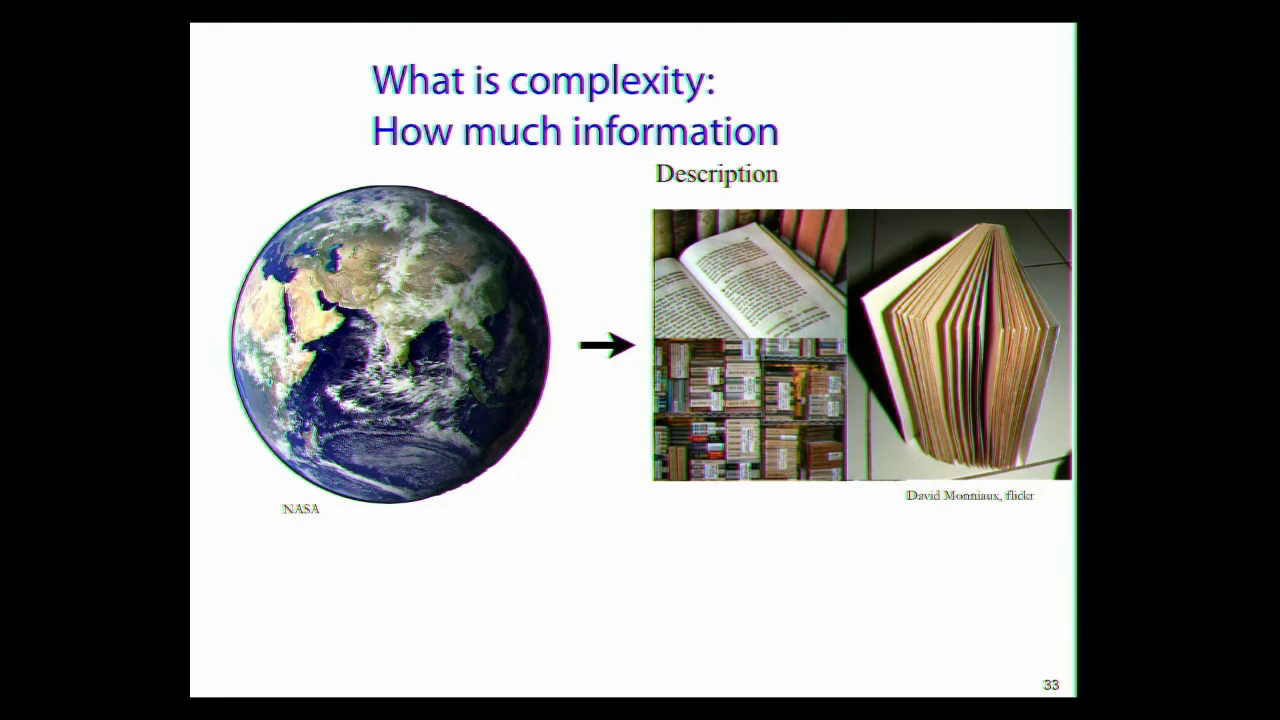 What is complexity:
How much information
Description
NASA
David Monniaux, flickr
33